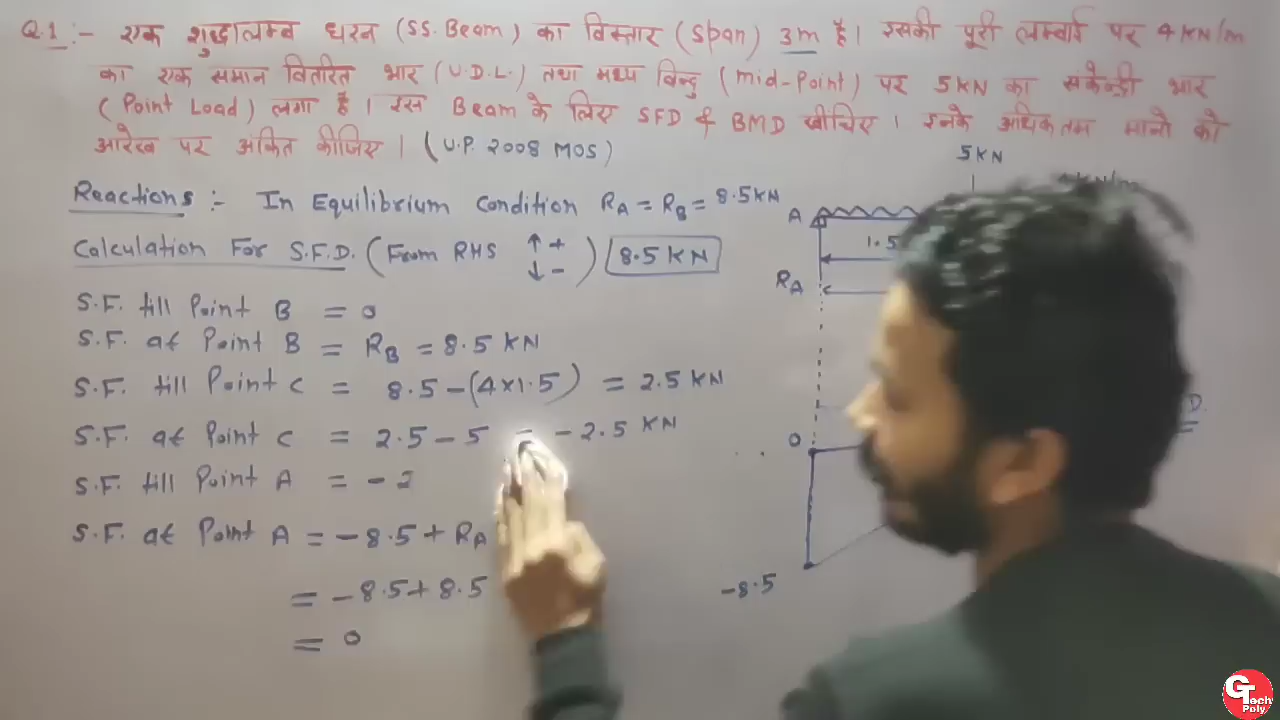 Q.1:- एक शुद्धालम्ब धरन (SS. Beam) का विस्तार (Span) 3m है। इसकी पूरी लम्बाई पर 4 KN/m
का एक समान वितरित भार (U.D.L.) तथा मध्य बिन्दु (mid-Point) पर 5KN का संकेन्द्री भार
(Point Load) लगा है। इस Beam के लिए SFD & BMD खींचिए। इनके अधिकतम मानो को
आरेख पर अंकित कीजिए। (U.P. 2008 MOS)
5KN
Reactions :- In Equilibrium Condition RA = RB = 8.5KN
A
Calculation For S.F.D. (From RHS ↑+ ↓-) 8.5 KN
1.5
RA
S.F. till Point B = 0
S.F. at Point B = RB = 8.5 KN
S.F. till Point C = 8.5-(4×1.5) = 2.5 KN
S.F. at Point C = 2.5-5 = -2.5 KN
0
S.F. till Point A = -2
S.F. at Point A = -8.5+ RA
= -8.5+8.5
-8.5
= 0
GTech Poly